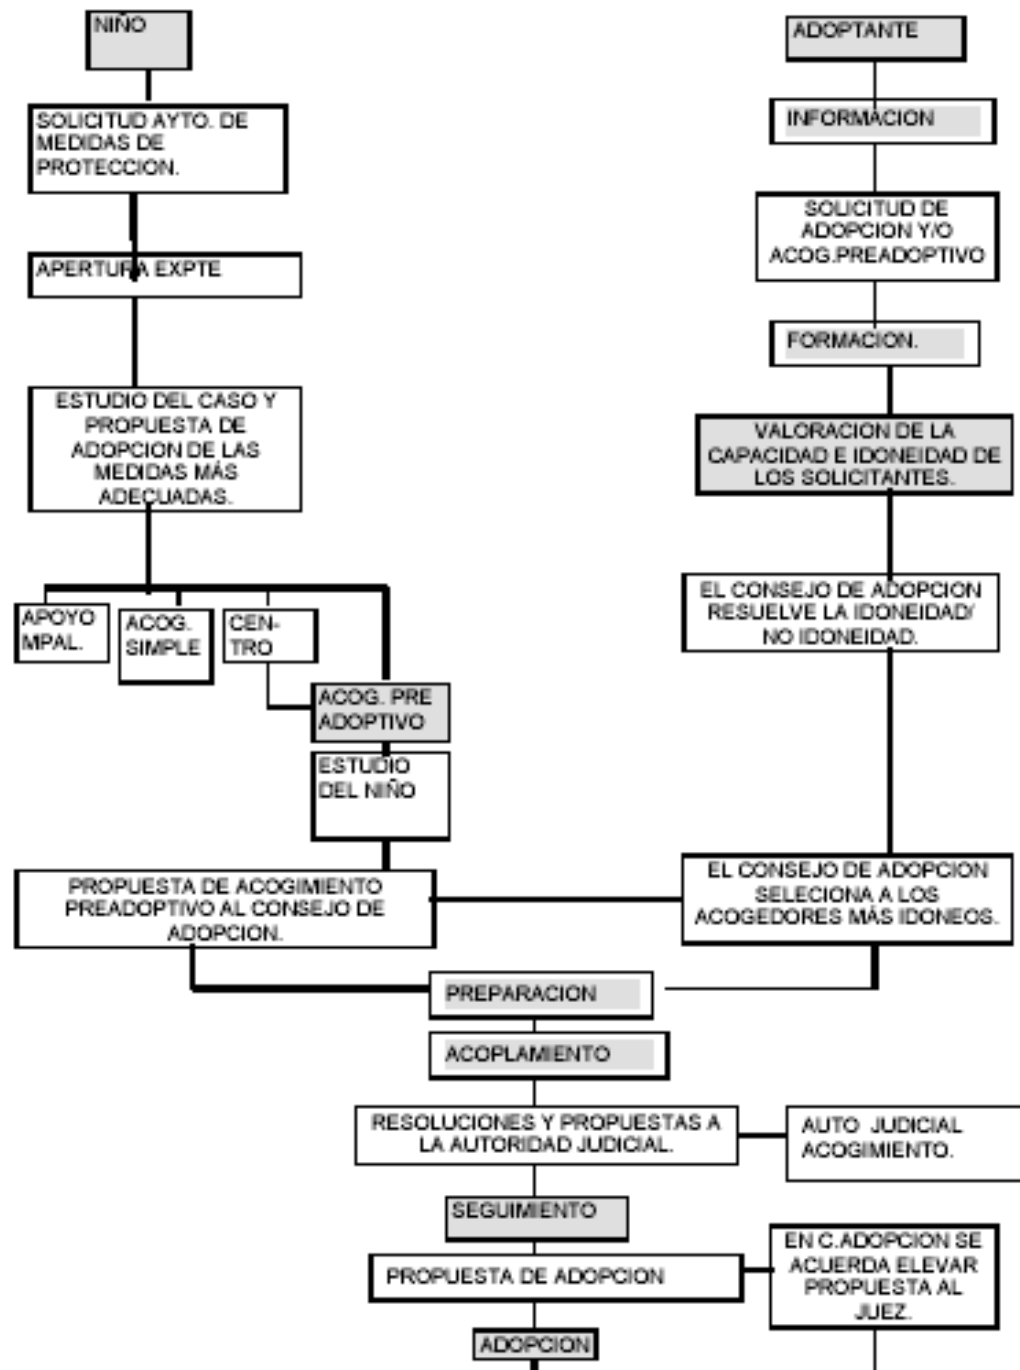 NIÑO
SOLICITUD AYTO. DE
MEDIDAS DE
PROTECCION.
APERTURA EXPTE
ESTUDIO DEL CASO Y
PROPUESTA DE
ADOPCION DE LAS
MEDIDAS MÁS
ADECUADAS.
APOYO
MPAL.
ACOG.
SIMPLE
CEN-
TRO
ACOG. PRE
ADOPTIVO
ESTUDIO
DEL NIÑO
PROPUESTA DE ACOGIMIENTO
PREADOPTIVO AL CONSEJO DE
ADOPCION.
ADOPTANTE
INFORMACION
SOLICITUD DE
ADOPCION Y/O
ACOG.PREADOPTIVO
FORMACION.
VALORACION DE LA
CAPACIDAD E IDONEIDAD DE
LOS SOLICITANTES.
EL CONSEJO DE ADOPCION
RESUELVE LA IDONEIDAD/
NO IDONEIDAD.
EL CONSEJO DE ADOPCION
SELECIONA A LOS
ACOGEDORES MÁS IDONEOS.
PREPARACION
ACOPLAMIENTO
RESOLUCIONES Y PROPUESTAS A
LA AUTORIDAD JUDICIAL.
AUTO JUDICIAL
ACOGIMIENTO.
SEGUIMIENTO
PROPUESTA DE ADOPCION
EN C.ADOPCION SE
ACUERDA ELEVAR
PROPUESTA AL
JUEZ.
ADOPCION